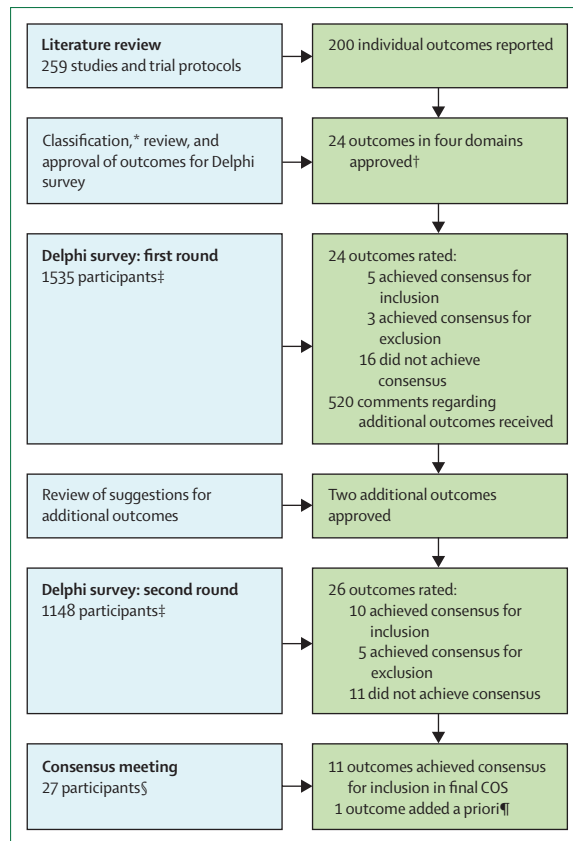 Literature review
259 studies and trial protocols
200 individual outcomes reported
Classification,* review, and
approval of outcomes for Delphi
survey
24 outcomes in four domains
approved†
Delphi survey: first round
1535 participants‡
24 outcomes rated:
5 achieved consensus for
inclusion
3 achieved consensus for
exclusion
16 did not achieve
consensus
520 comments regarding
additional outcomes received
Review of suggestions for
additional outcomes
Two additional outcomes
approved
Delphi survey: second round
1148 participants‡
26 outcomes rated:
10 achieved consensus for
inclusion
5 achieved consensus for
exclusion
11 did not achieve consensus
Consensus meeting
27 participants§
11 outcomes achieved consensus
for inclusion in final COS
1 outcome added a priori¶